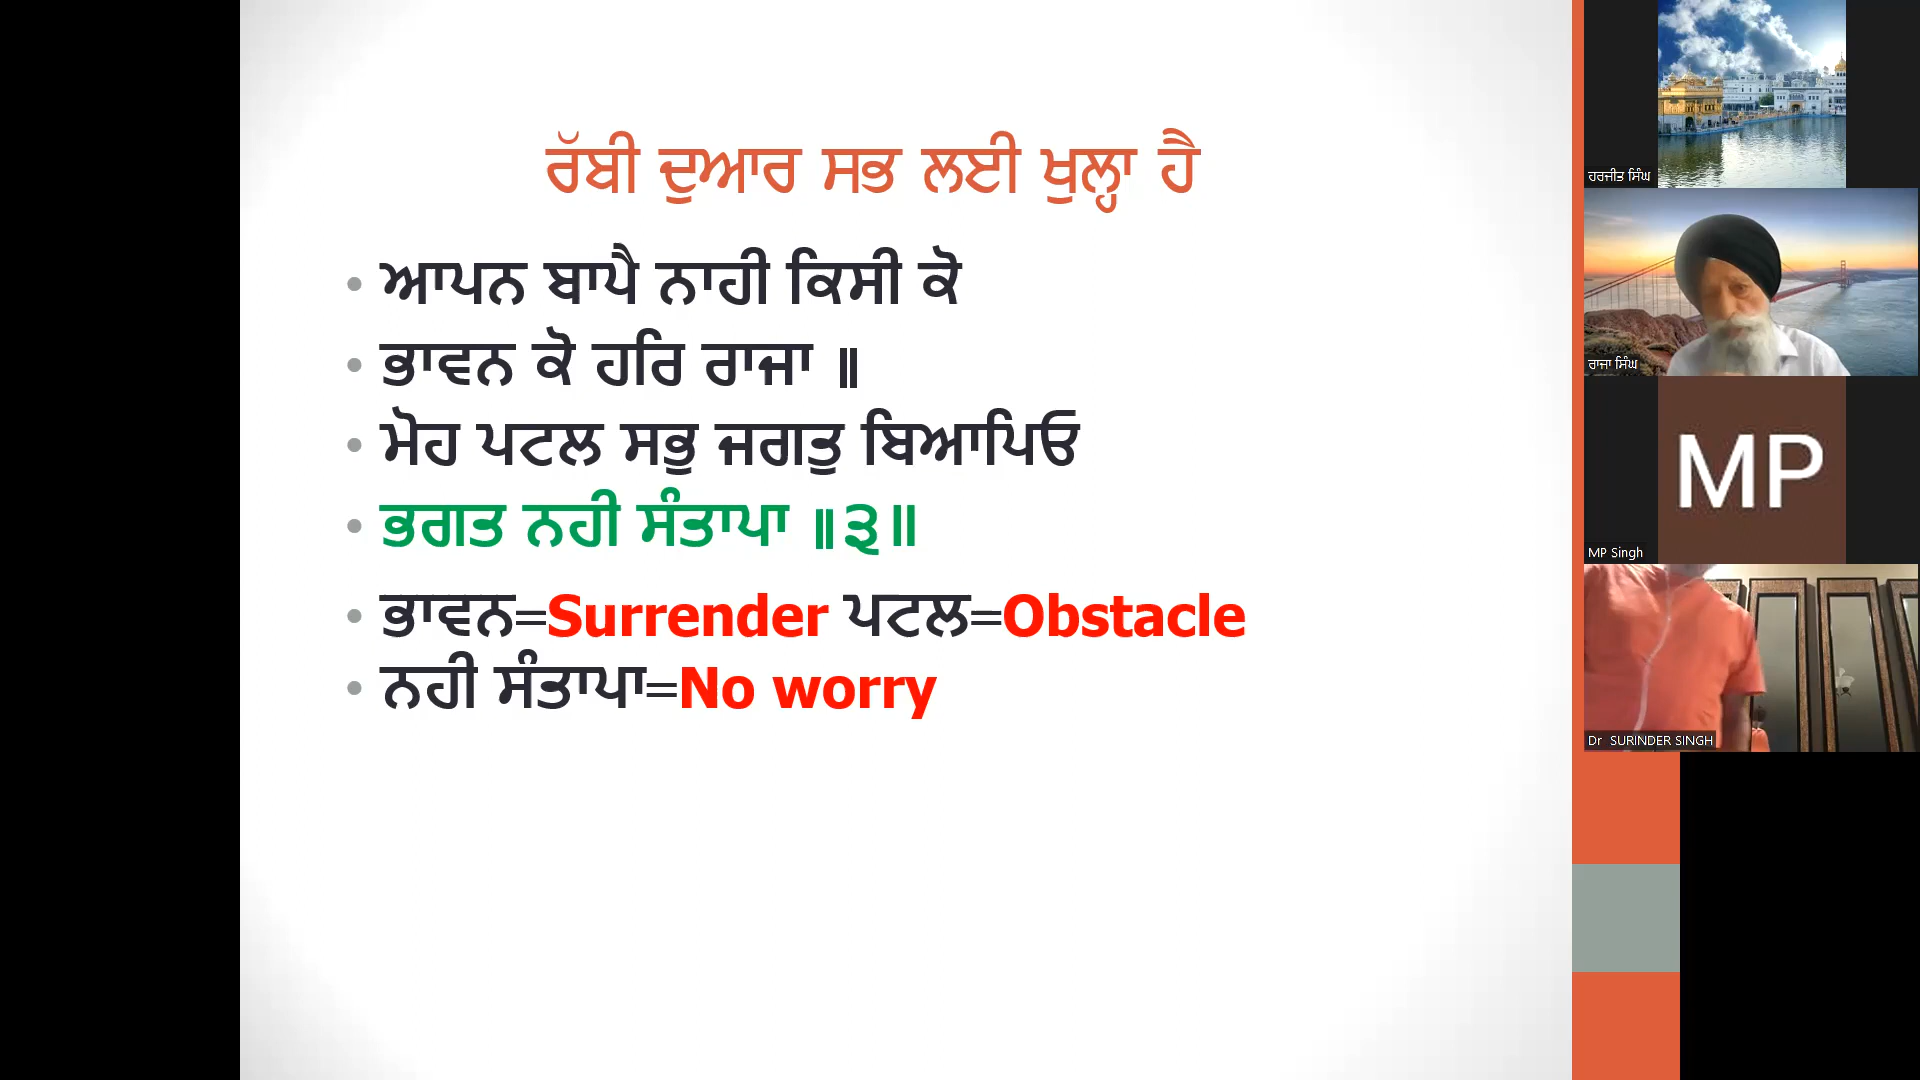 ਰੱਬੀ ਦੁਆਰ ਸਭ ਲਈ ਖੁਲ੍ਹਾ ਹੈ
• ਆਪਨ ਬਾਪੈ ਨਾਹੀ ਕਿਸੀ ਕੋ
• ਭਾਵਨ ਕੋ ਹਰਿ ਰਾਜਾ ॥
• ਮੋਹ ਪਟਲ ਸਭੁ ਜਗਤੁ ਬਿਆਪਿਓ
• ਭਗਤ ਨਹੀ ਸੰਤਾਪਾ ॥੩॥
• ਭਾਵਨ=Surrender ਪਟਲ=Obstacle
• ਨਹੀ ਸੰਤਾਪਾ=No worry
ਹਰਜੀਤ ਸਿੰਘ
ਰਾਜਾ ਸਿੰਘ
MP
MP Singh
Dr SURINDER SINGH